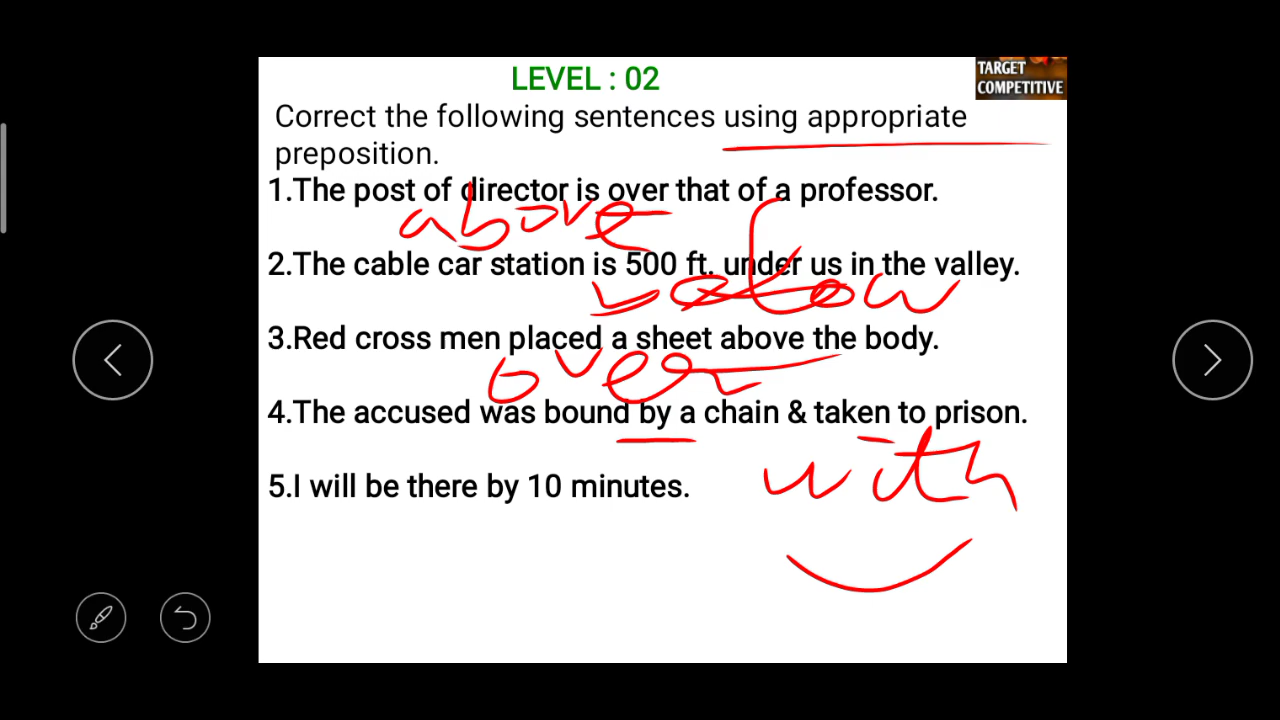 LEVEL : 02
TARGET
COMPETITIVE
Correct the following sentences using appropriate
preposition.
1.The post of director is over that of a professor.
above
2.The cable car station is 500 ft. under us in the valley.
below
3.Red cross men placed a sheet above the body.
over
4.The accused was bound by a chain & taken to prison.
with
5.I will be there by 10 minutes.